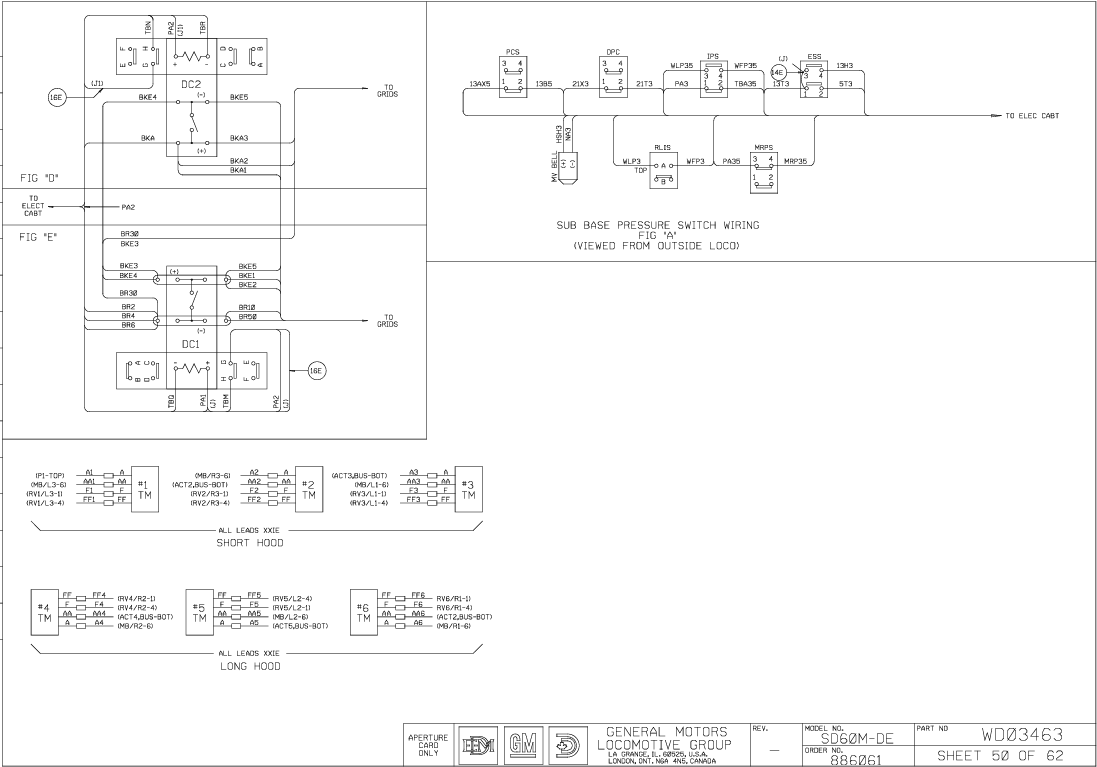 TBN
PA2
(J1)
TBR
F
H
E
G
+
-
D
B
C
A
(J1)
16E
DC2
BKE4
(-)
BKE5
TO
GRIDS
BKA
BKA3
(+)
BKA2
BKA1
FIG "D"
TO
ELECT
CABT
PA2
FIG "E"
BR30
BKE3
BKE3
BKE4
(+)
BKE5
BKE1
BKE2
BR30
BR2
BR4
BR6
BR10
BR50
(-)
TO
GRIDS
DC1
A
C
B
D
-
+
G
E
H
F
16E
TBQ
PA1
(J)
TBM
PA2
(J)
PCS
3 4
1 2
13AX5
13B5
DPC
3 4
1 2
21X3
21T3
IPS
WLP35
WFP35
3 4
1 2
PA3
TBA35
ESS
(J)
14E
13H3
3 4
1 2
13T3
5T3
TO ELEC CABT
HSH3
NA3
MV BELL
(+)
(-)
RLIS
WLP3
TOP
A
B
WFP3
MRPS
PA35
3 4
1 2
MRP35
SUB BASE PRESSURE SWITCH WIRING
FIG "A"
(VIEWED FROM OUTSIDE LOCO)
(P1-TOP) A1 A
(MB/L3-6) AA1 AA
(RV1/L3-1) F1 F
(RV1/L3-4) FF1 FF
#1
TM
(MB/R3-6) A2 A
(ACT2,BUS-BOT) AA2 AA
(RV2/R3-1) F2 F
(RV2/R3-4) FF2 FF
#2
TM
(ACT3,BUS-BOT) A3 A
(MB/L1-6) AA3 AA
(RV3/L1-1) F3 F
(RV3/L1-4) FF3 FF
#3
TM
ALL LEADS XXIE
SHORT HOOD
#4
TM
FF FF4 (RV4/R2-1)
F F4 (RV4/R2-4)
AA AA4 (ACT4,BUS-BOT)
A A4 (MB/R2-6)
#5
TM
FF FF5 (RV5/L2-4)
F F5 (RV5/L2-1)
AA AA5 (MB/L2-6)
A A5 (ACT5,BUS-BOT)
#6
TM
FF FF6 RV6/R1-1)
F F6 RV6/R1-4)
AA AA6 (ACT2,BUS-BOT)
A A6 (MB/R1-6)
ALL LEADS XXIE
LONG HOOD
APERTURE
CARD
ONLY
EMD
GM
D
GENERAL MOTORS
LOCOMOTIVE GROUP
LA GRANGE, IL. 60525, U.S.A.
LONDON, ONT. N6A 4N5, CANADA
REV.
—
MODEL NO.
SD60M-DE
ORDER NO.
886061
PART NO
WD03463
SHEET 50 OF 62